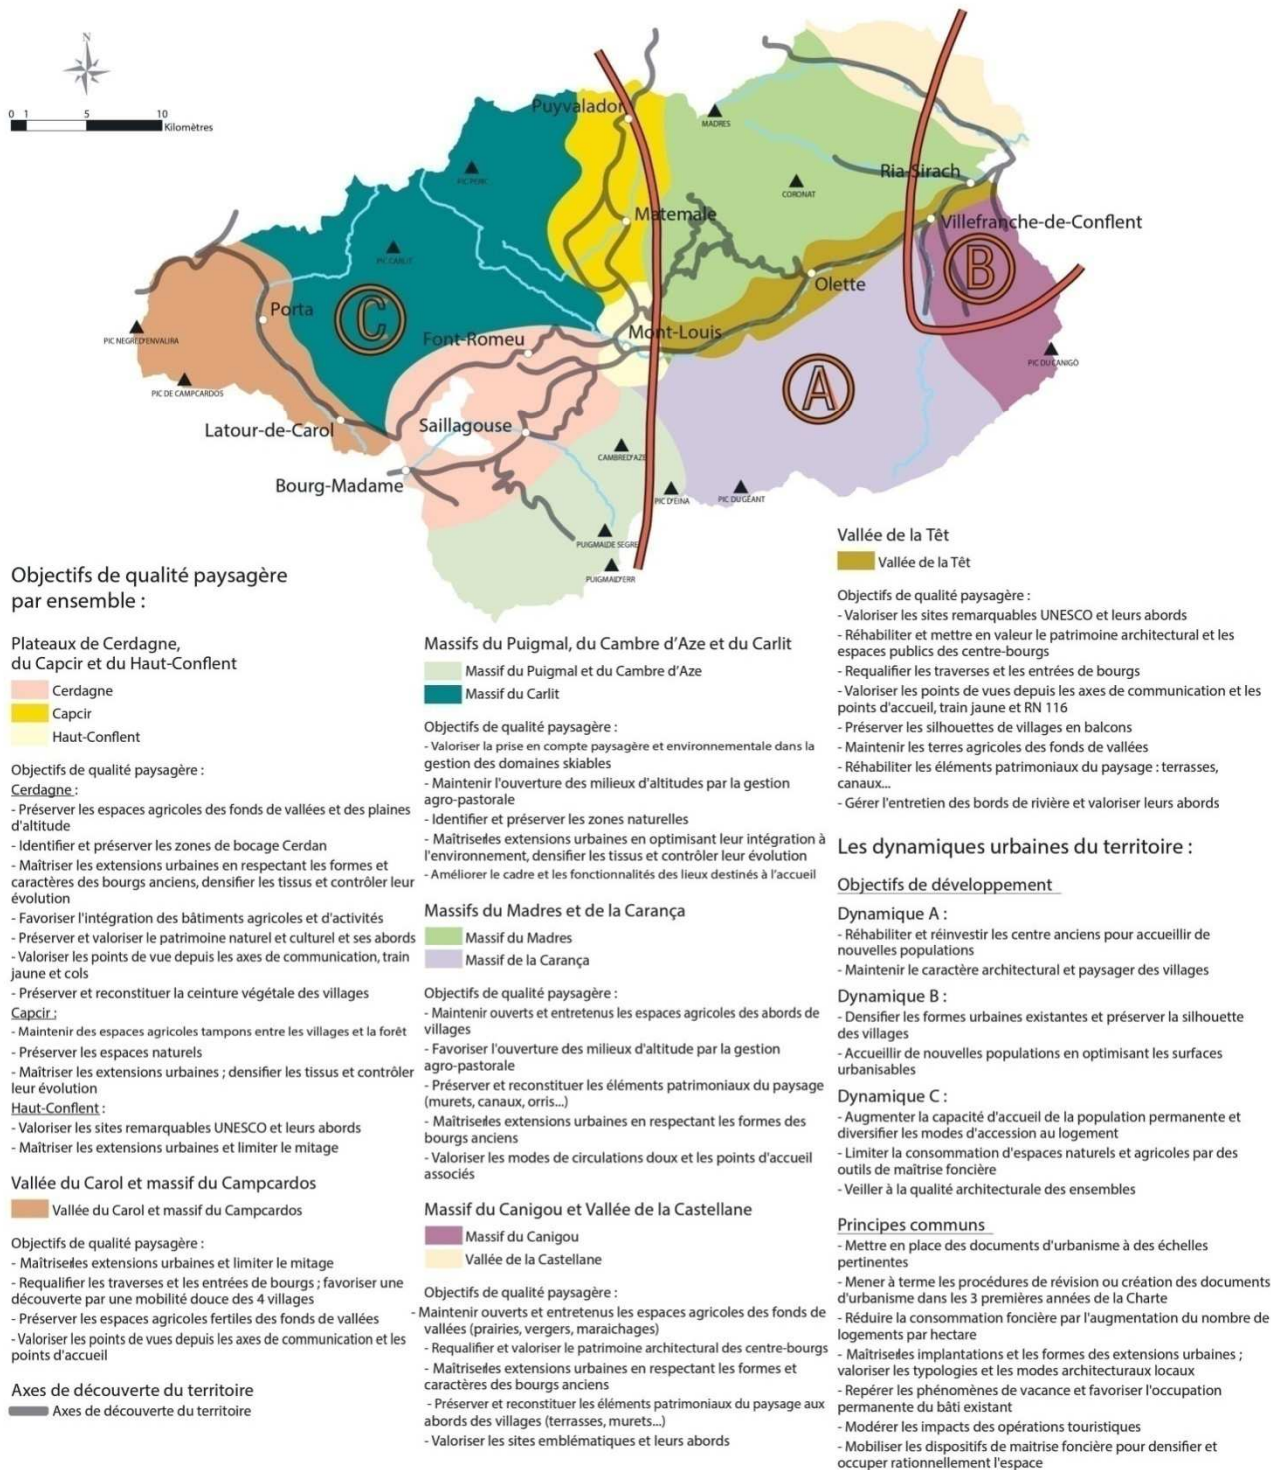 N
0 1 5 10
Kilomètres
Puyvalador
MADRES
PIC PERIC
CORONAT
Ria-Sirach
Matemale
Villefranche-de-Conflent
PIC CARLIT
B
Olette
Porta
C
Mont-Louis
Font-Romeu
PIC NEGRE D'ENVALIRA
PIC DU CANIGÓ
A
PIC DE CAMPCARDOS
Latour-de-Carol
Saillagouse
CAMBRE D'AZE
Bourg-Madame
PIC D'EINA
PIC DU GÉANT
PUIGMAL DE SEGRE
PUIGMAL D'ERR
Objectifs de qualité paysagère
par ensemble :
Plateaux de Cerdagne,
du Capcir et du Haut-Conflent
Cerdagne
Capcir
Haut-Conflent
Objectifs de qualité paysagère :
Cerdagne :
- Préserver les espaces agricoles des fonds de vallées et des plaines
d'altitude
- Identifier et préserver les zones de bocage Cerdan
- Maîtriser les extensions urbaines en respectant les formes et
caractères des bourgs anciens, densifier les tissus et contrôler leur
évolution
- Favoriser l'intégration des bâtiments agricoles et d'activités
- Préserver et valoriser le patrimoine naturel et culturel et ses abords
- Valoriser les points de vue depuis les axes de communication, train
jaune et cols
- Préserver et reconstituer la ceinture végétale des villages
Capcir :
- Maintenir des espaces agricoles tampons entre les villages et la forêt
- Préserver les espaces naturels
- Maîtriser les extensions urbaines ; densifier les tissus et contrôler
leur évolution
Haut-Conflent :
- Valoriser les sites remarquables UNESCO et leurs abords
- Maîtriser les extensions urbaines et limiter le mitage
Vallée du Carol et massif du Campcardos
Vallée du Carol et massif du Campcardos
Objectifs de qualité paysagère :
- Maîtriser les extensions urbaines et limiter le mitage
- Requalifier les traverses et les entrées de bourgs ; favoriser une
découverte par une mobilité douce des 4 villages
- Préserver les espaces agricoles fertiles des fonds de vallées
- Valoriser les points de vues depuis les axes de communication et les
points d'accueil
Axes de découverte du territoire
Axes de découverte du territoire
Massifs du Puigmal, du Cambre d'Aze et du Carlit
Massif du Puigmal et du Cambre d'Aze
Massif du Carlit
Objectifs de qualité paysagère :
- Valoriser la prise en compte paysagère et environnementale dans la
gestion des domaines skiables
- Maintenir l'ouverture des milieux d'altitudes par la gestion
agro-pastorale
- Identifier et préserver les zones naturelles
- Maîtriser les extensions urbaines en optimisant leur intégration à
l'environnement, densifier les tissus et contrôler leur évolution
- Améliorer le cadre et les fonctionnalités des lieux destinés à l'accueil
Massifs du Madres et de la Carança
Massif du Madres
Massif de la Carança
Objectifs de qualité paysagère :
- Maintenir ouverts et entretenus les espaces agricoles des abords de
villages
- Favoriser l'ouverture des milieux d'altitude par la gestion
agro-pastorale
- Préserver et reconstituer les éléments patrimoniaux du paysage
(murets, canaux, orris...)
- Maîtriser les extensions urbaines en respectant les formes des
bourgs anciens
- Valoriser les modes de circulations doux et les points d'accueil
associés
Massif du Canigou et Vallée de la Castellane
Massif du Canigou
Vallée de la Castellane
Objectifs de qualité paysagère :
- Maintenir ouverts et entretenus les espaces agricoles des fonds de
vallées (prairies, vergers, maraichages)
- Requalifier et valoriser le patrimoine architectural des centre-bourgs
- Maîtriser les extensions urbaines en respectant les formes et
caractères des bourgs anciens
- Préserver et reconstituer les éléments patrimoniaux du paysage aux
abords des villages (terrasses, murets...)
- Valoriser les sites emblématiques et leurs abords
Vallée de la Têt
Vallée de la Têt
Objectifs de qualité paysagère :
- Valoriser les sites remarquables UNESCO et leurs abords
- Réhabiliter et mettre en valeur le patrimoine architectural et les
espaces publics des centre-bourgs
- Requalifier les traverses et les entrées de bourgs
- Valoriser les points de vues depuis les axes de communication et les
points d'accueil, train jaune et RN 116
- Préserver les silhouettes de villages en balcons
- Maintenir les terres agricoles des fonds de vallées
- Réhabiliter les éléments patrimoniaux du paysage : terrasses,
canaux...
- Gérer l'entretien des bords de rivière et valoriser leurs abords
Les dynamiques urbaines du territoire :
Objectifs de développement
Dynamique A :
- Réhabiliter et réinvestir les centre anciens pour accueillir de
nouvelles populations
- Maintenir le caractère architectural et paysager des villages
Dynamique B :
- Densifier les formes urbaines existantes et préserver la silhouette
des villages
- Accueillir de nouvelles populations en optimisant les surfaces
urbanisables
Dynamique C :
- Augmenter la capacité d'accueil de la population permanente et
diversifier les modes d'accession au logement
- Limiter la consommation d'espaces naturels et agricoles par des
outils de maîtrise foncière
- Veiller à la qualité architecturale des ensembles
Principes communs
- Mettre en place des documents d'urbanisme à des échelles
pertinentes
- Mener à terme les procédures de révision ou création des documents
d'urbanisme dans les 3 premières années de la Charte
- Réduire la consommation foncière par l'augmentation du nombre de
logements par hectare
- Maîtriser les implantations et les formes des extensions urbaines ;
valoriser les typologies et les modes architecturaux locaux
- Repérer les phénomènes de vacance et favoriser l'occupation
permanente du bâti existant
- Modérer les impacts des opérations touristiques
- Mobiliser les dispositifs de maitrise foncière pour densifier et
occuper rationnellement l'espace